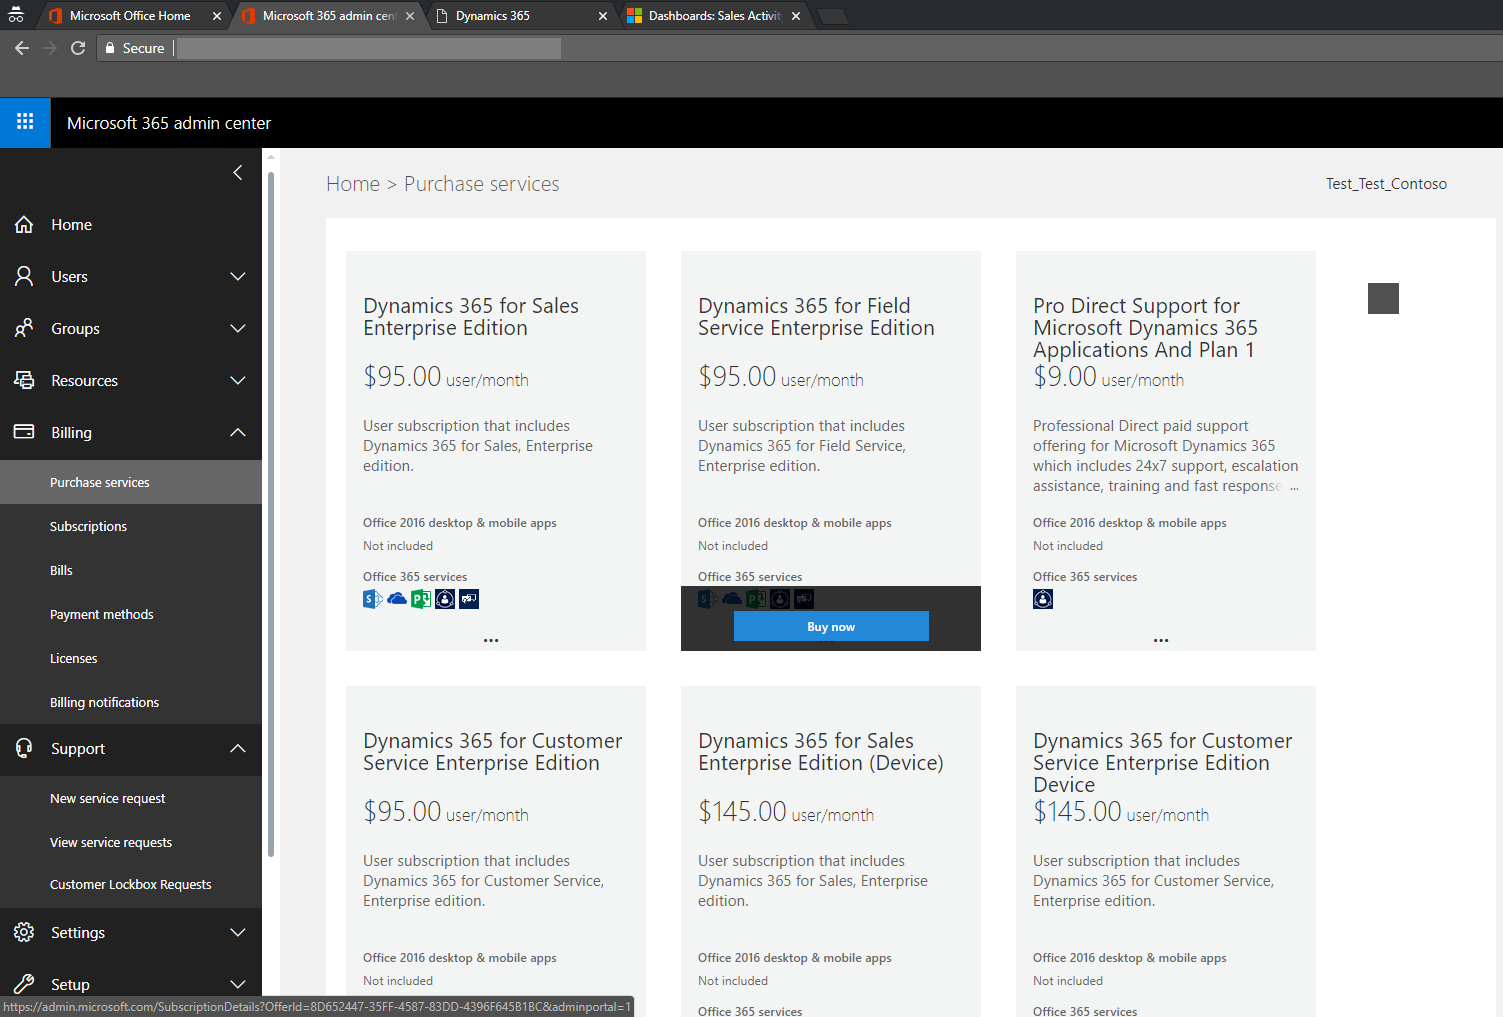 Microsoft Office Home
Microsoft 365 admin cen
Dynamics 365
Dashboards: Sales Activit
Secure
Microsoft 365 admin center
Home
Users
Groups
Resources
Billing
Purchase services
Subscriptions
Bills
Payment methods
Licenses
Billing notifications
Support
New service request
View service requests
Customer Lockbox Requests
Settings
Setup
Home > Purchase services
Test_Test_Contoso
Dynamics 365 for Sales
Enterprise Edition
$95.00 user/month
User subscription that includes
Dynamics 365 for Sales, Enterprise
edition.
Office 2016 desktop & mobile apps
Not included
Office 365 services
...
Dynamics 365 for Field
Service Enterprise Edition
$95.00 user/month
User subscription that includes
Dynamics 365 for Field Service,
Enterprise edition.
Office 2016 desktop & mobile apps
Not included
Office 365 services
Buy now
Pro Direct Support for
Microsoft Dynamics 365
Applications And Plan 1
$9.00 user/month
Professional Direct paid support
offering for Microsoft Dynamics 365
which includes 24x7 support, escalation
assistance, training and fast response ...
Office 2016 desktop & mobile apps
Not included
Office 365 services
...
Dynamics 365 for Customer
Service Enterprise Edition
$95.00 user/month
User subscription that includes
Dynamics 365 for Customer Service,
Enterprise edition.
Office 2016 desktop & mobile apps
Not included
Dynamics 365 for Sales
Enterprise Edition (Device)
$145.00 user/month
User subscription that includes
Dynamics 365 for Sales, Enterprise
edition.
Office 2016 desktop & mobile apps
Not included
Office 365 services
Dynamics 365 for Customer
Service Enterprise Edition
Device
$145.00 user/month
User subscription that includes
Dynamics 365 for Customer Service,
Enterprise edition.
Office 2016 desktop & mobile apps
Not included
Office 365 services
https://admin.microsoft.com/SubscriptionDetails?OfferId=8D652447-35FF-4587-83DD-4396F645B1BC&adminportal=1